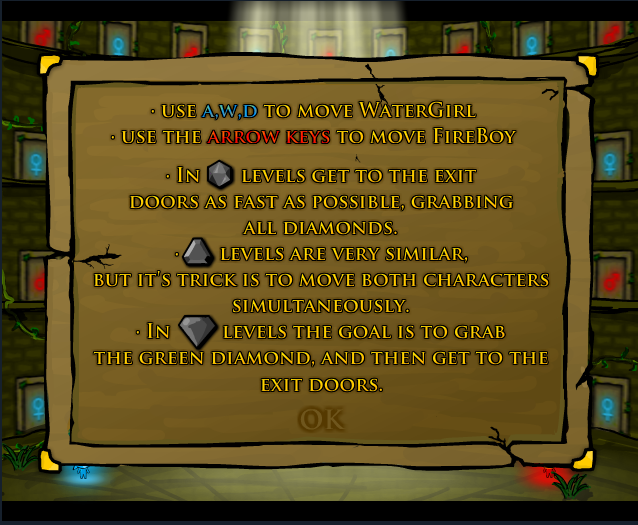 · USE A,W,D TO MOVE WATERGIRL
· USE THE ARROW KEYS TO MOVE FIREBOY
· IN LEVELS GET TO THE EXIT
DOORS AS FAST AS POSSIBLE, GRABBING
ALL DIAMONDS.
· LEVELS ARE VERY SIMILAR,
BUT IT'S TRICK IS TO MOVE BOTH CHARACTERS
SIMULTANEOUSLY.
· IN LEVELS THE GOAL IS TO GRAB
THE GREEN DIAMOND, AND THEN GET TO THE
EXIT DOORS.
OK